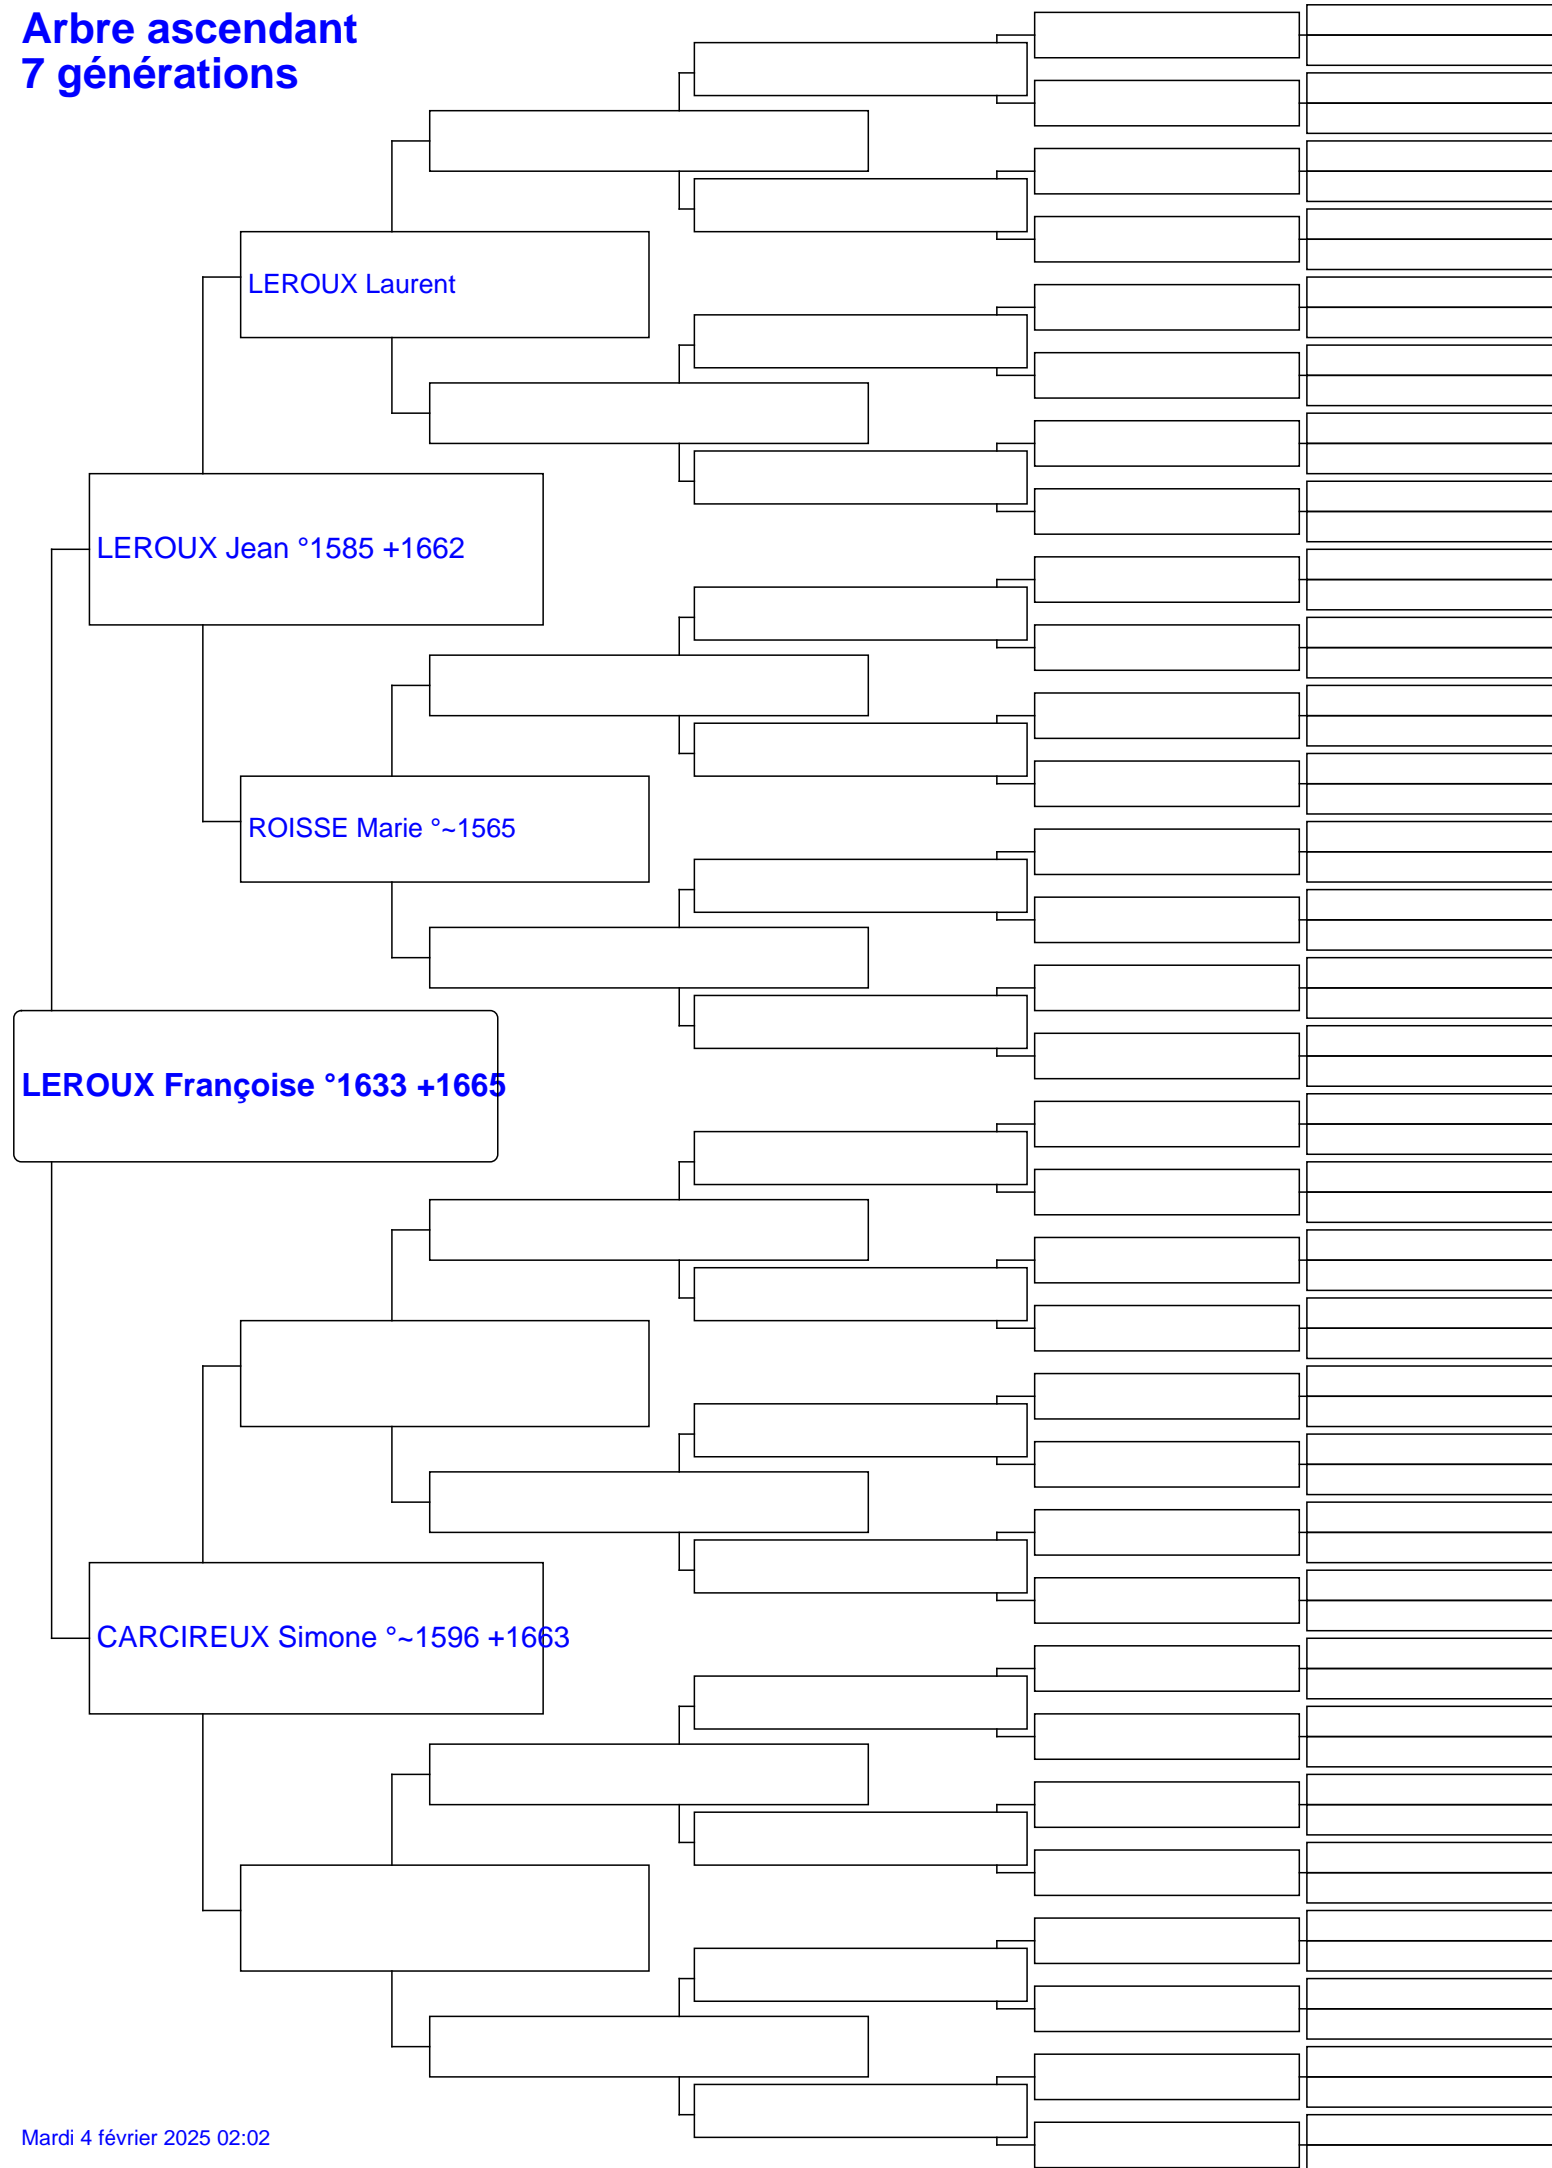 Arbre ascendant
7 générations
LEROUX Laurent
LEROUX Jean °1585 +1662
ROISSE Marie °~1565
LEROUX Françoise °1633 +1665
CARCIREUX Simone °~1596 +1663
Mardi 4 février 2025 02:02